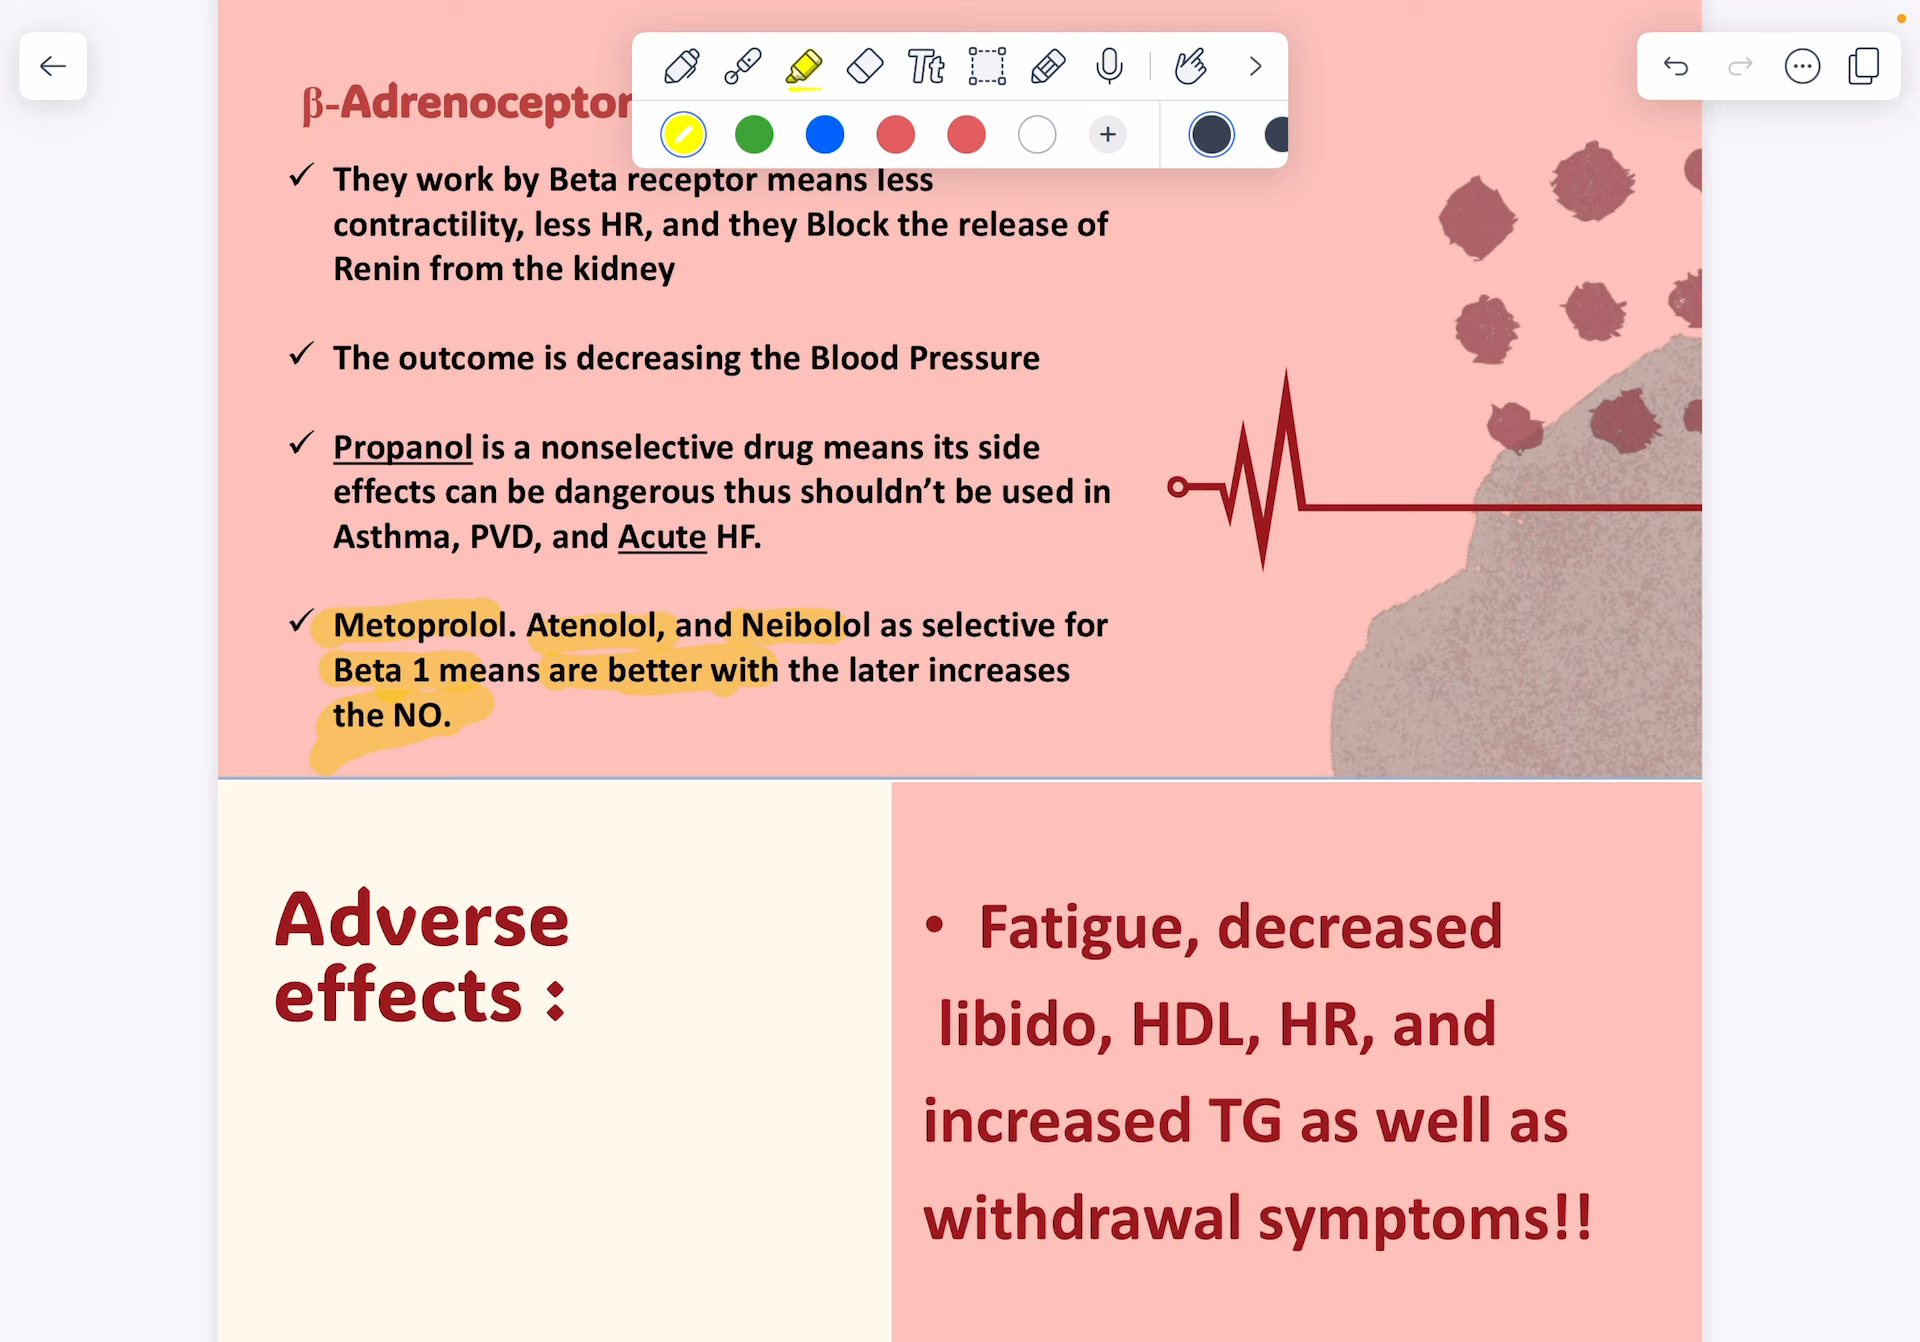 Tt
β-Adrenoceptor
✓ They work by Beta receptor means less
contractility, less HR, and they Block the release of
Renin from the kidney
✓ The outcome is decreasing the Blood Pressure
✓ Propanol is a nonselective drug means its side
effects can be dangerous thus shouldn’t be used in
Asthma, PVD, and Acute HF.
✓ Metoprolol. Atenolol, and Neibolol as selective for
Beta 1 means are better with the later increases
the NO.
Adverse
effects :
• Fatigue, decreased
libido, HDL, HR, and
increased TG as well as
withdrawal symptoms!!